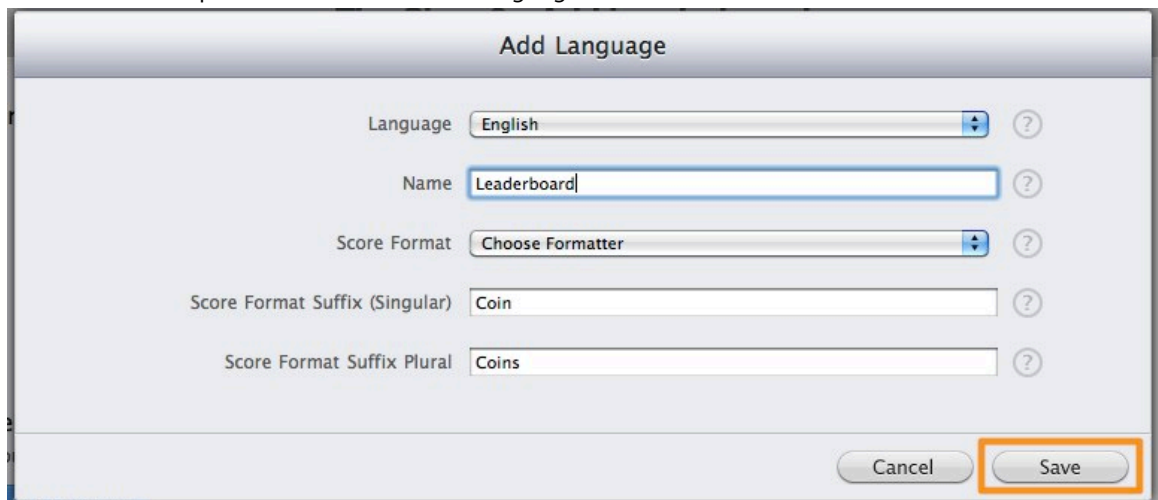 Add Language
Language English ?
Name Leaderboard ?
Score Format Choose Formatter ?
Score Format Suffix (Singular) Coin ?
Score Format Suffix Plural Coins ?
Cancel Save